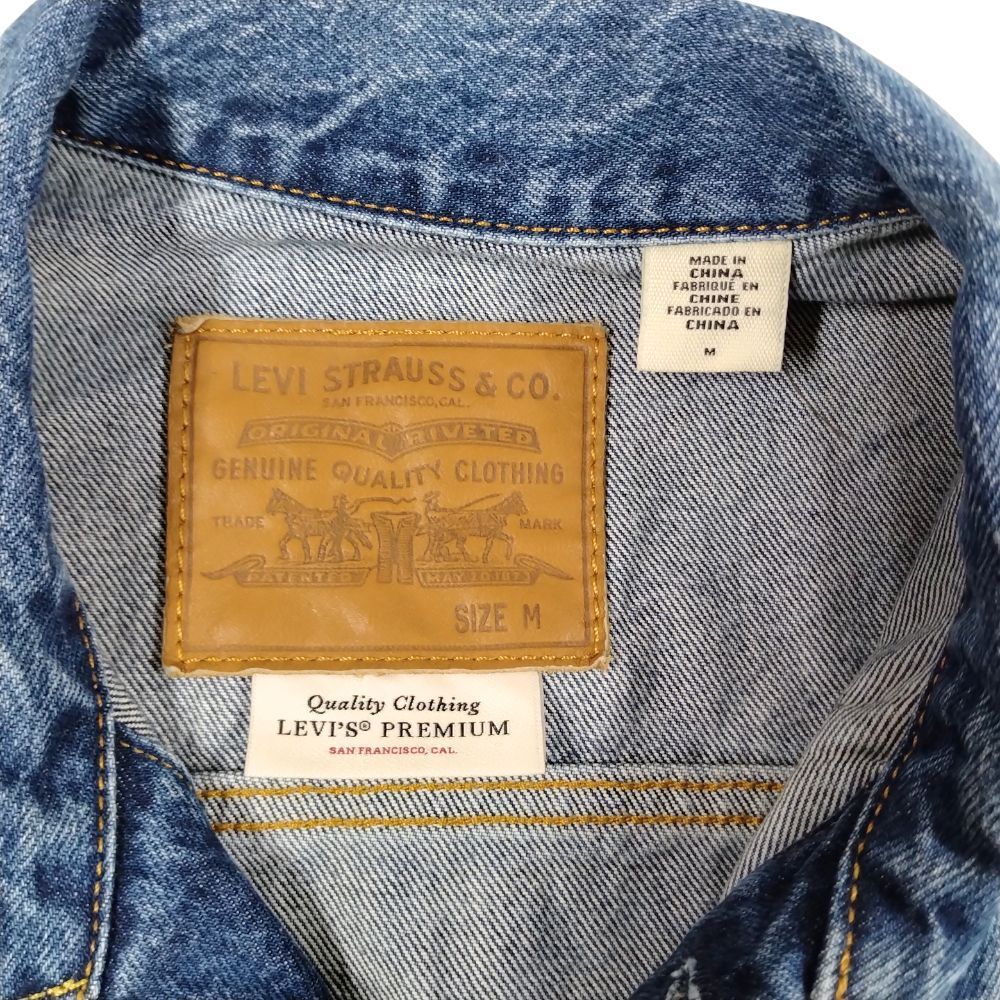 MADE IN
CHINA
FABRIQUÉ EN
CHINE
FABRICADO EN
CHINA
M
LEVI STRAUSS & CO.
SAN FRANCISCO, CAL.
ORIGINAL RIVETED
GENUINE QUALITY CLOTHING
TRADE MARK
PATENTED MAY 20 1873
SIZE M
Quality Clothing
LEVI'S® PREMIUM
SAN FRANCISCO, CAL.